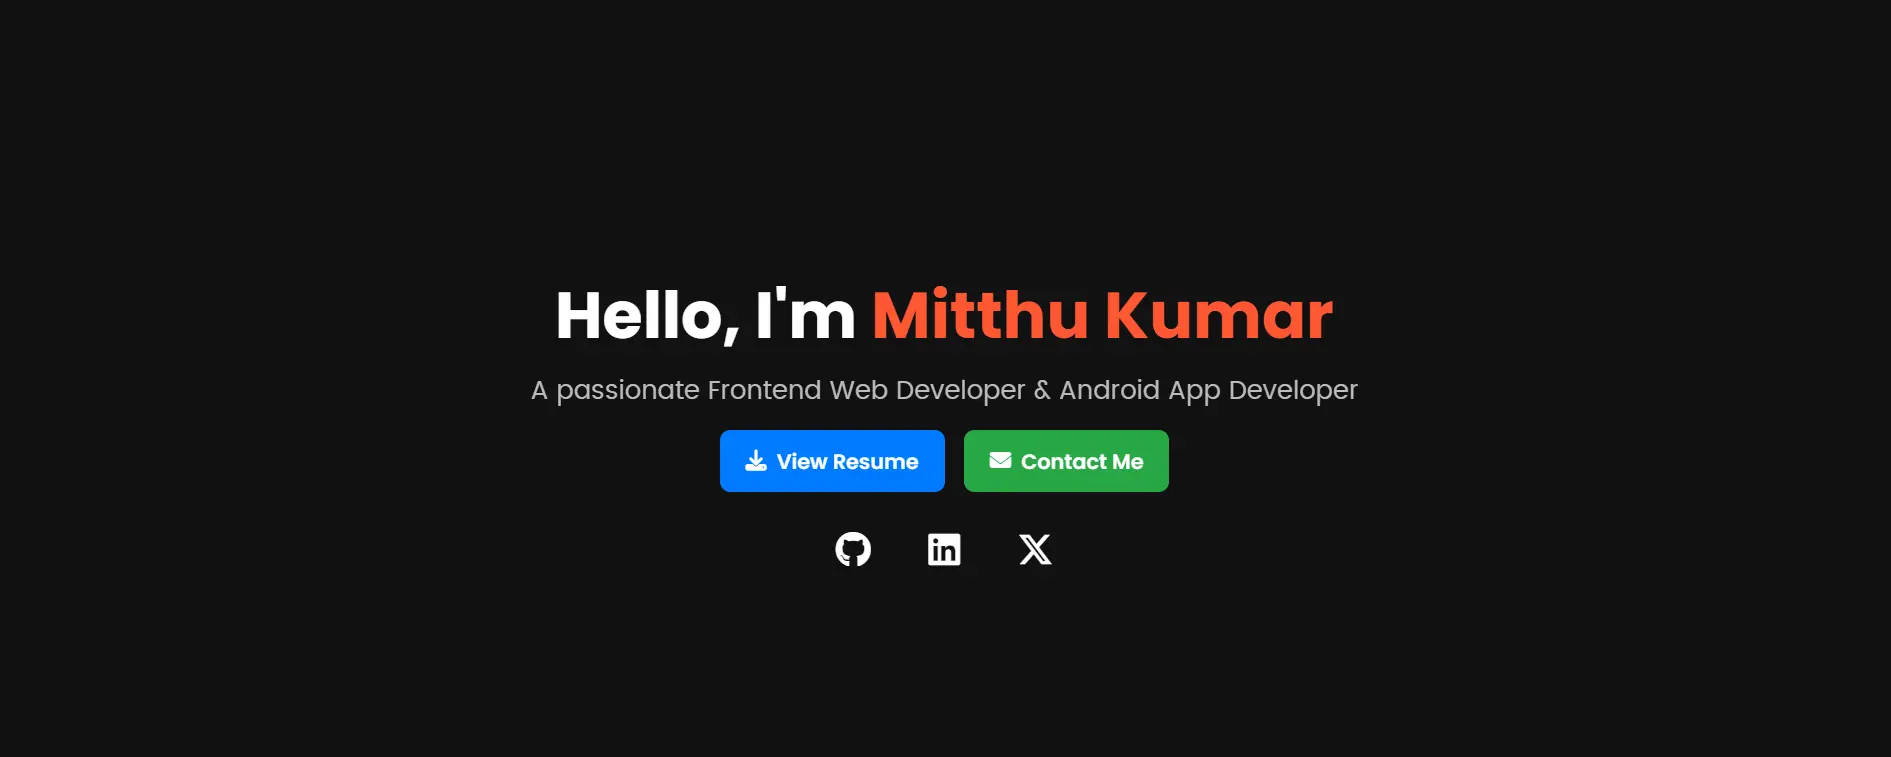 Hello, I'm Mitthu Kumar
A passionate Frontend Web Developer & Android App Developer
View Resume
Contact Me